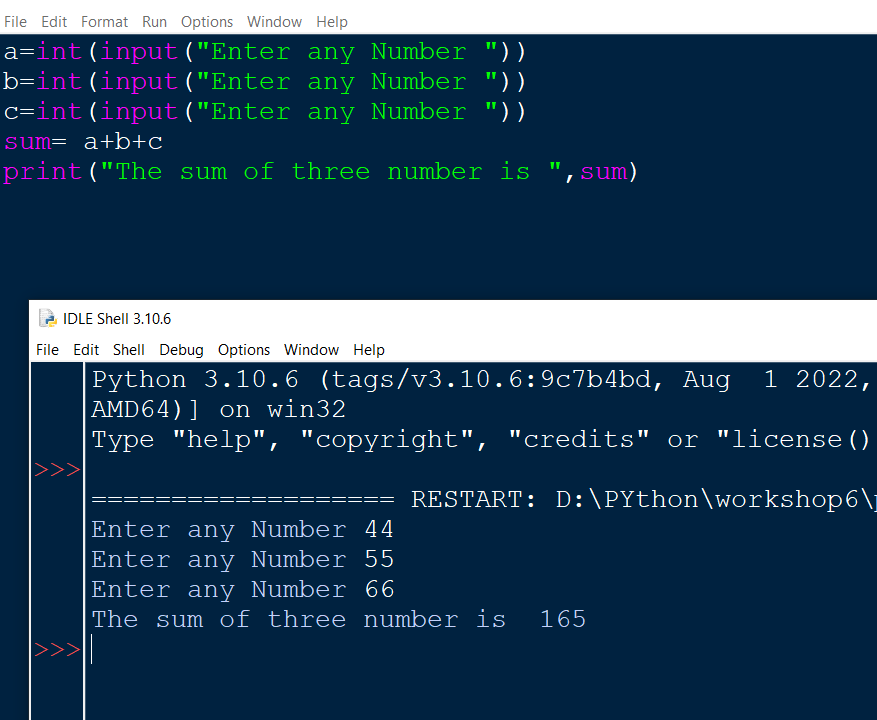 File Edit Format Run Options Window Help
a=int(input("Enter any Number "))
b=int(input("Enter any Number "))
c=int(input("Enter any Number "))
sum= a+b+c
print("The sum of three number is ",sum)
IDLE Shell 3.10.6
File Edit Shell Debug Options Window Help
Python 3.10.6 (tags/v3.10.6:9c7b4bd, Aug  1 2022,
AMD64)] on win32
Type "help", "copyright", "credits" or "license()
>>>
=================== RESTART: D:\PYthon\workshop6\
Enter any Number 44
Enter any Number 55
Enter any Number 66
The sum of three number is  165
>>>